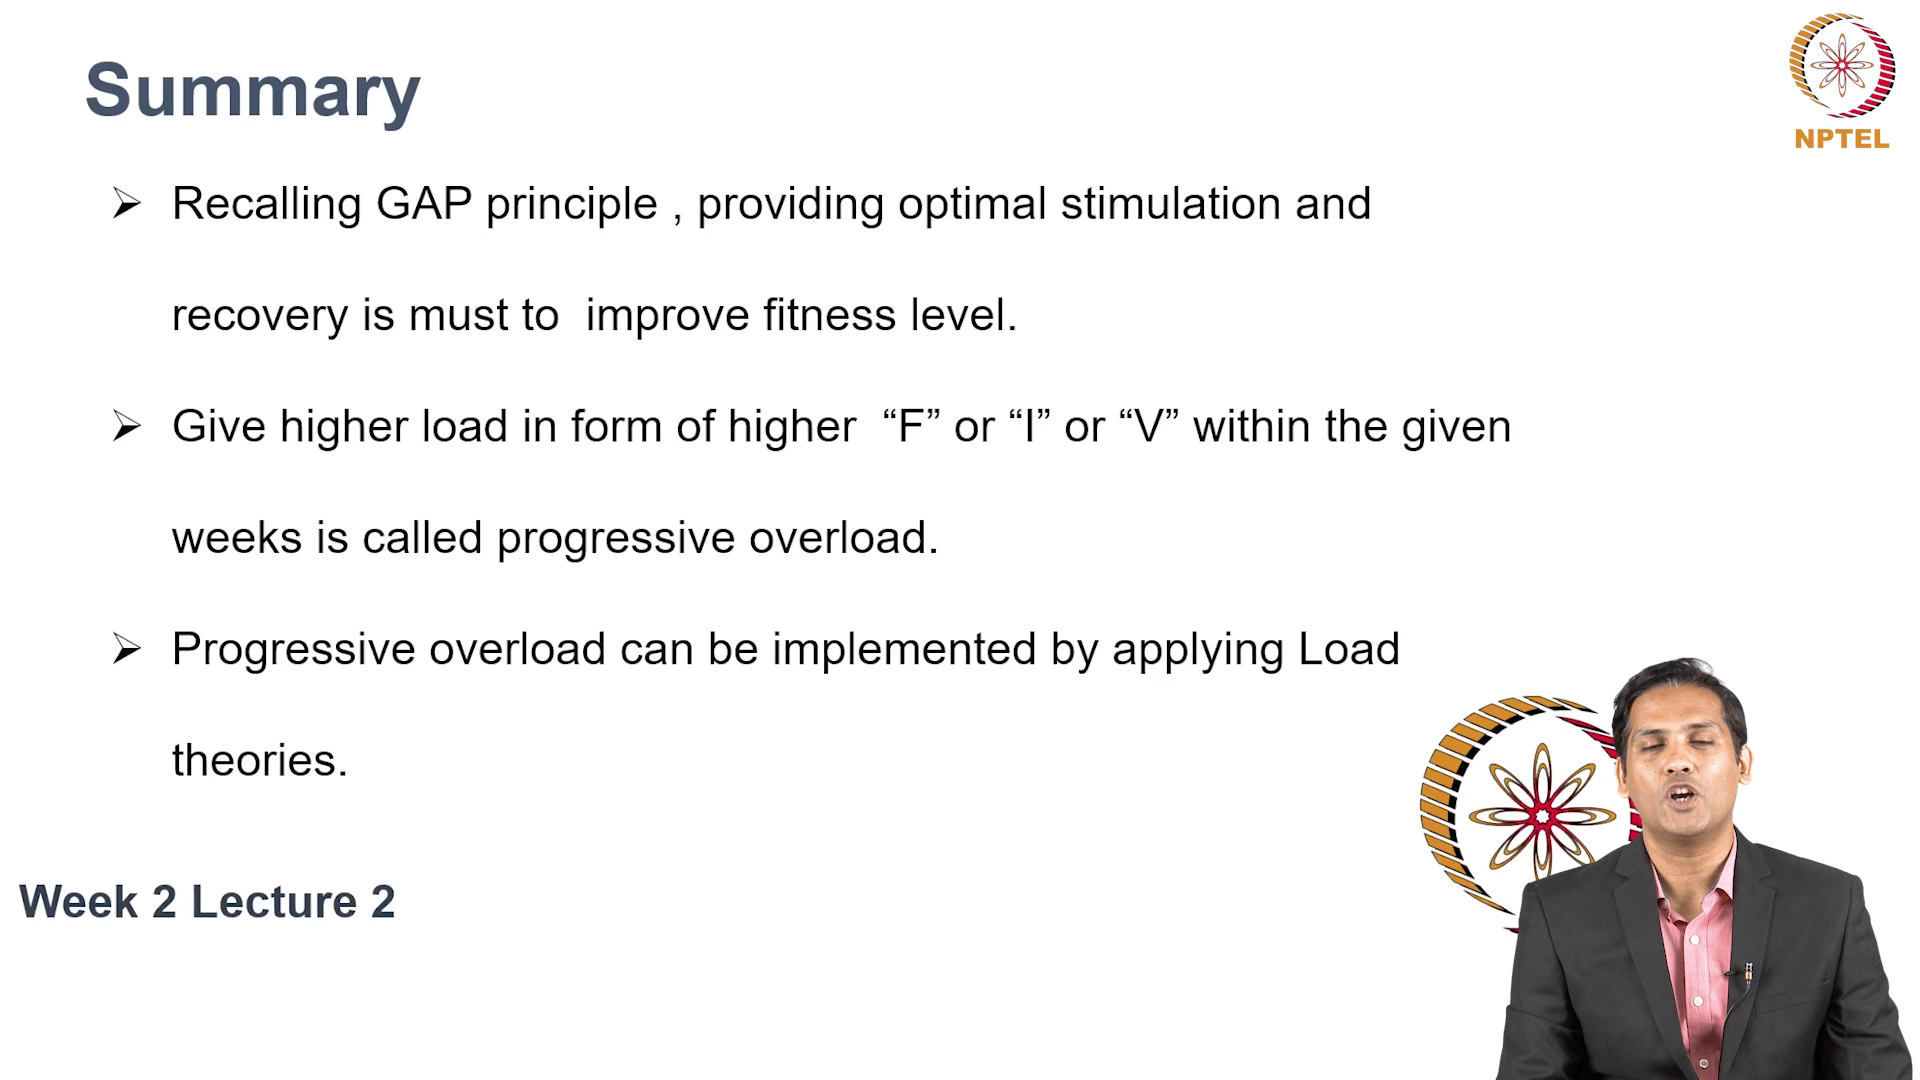 Summary
NPTEL
➢ Recalling GAP principle , providing optimal stimulation and
recovery is must to  improve fitness level.
➢ Give higher load in form of higher  “F” or “I” or “V” within the given
weeks is called progressive overload.
➢ Progressive overload can be implemented by applying Load
theories.
Week 2 Lecture 2